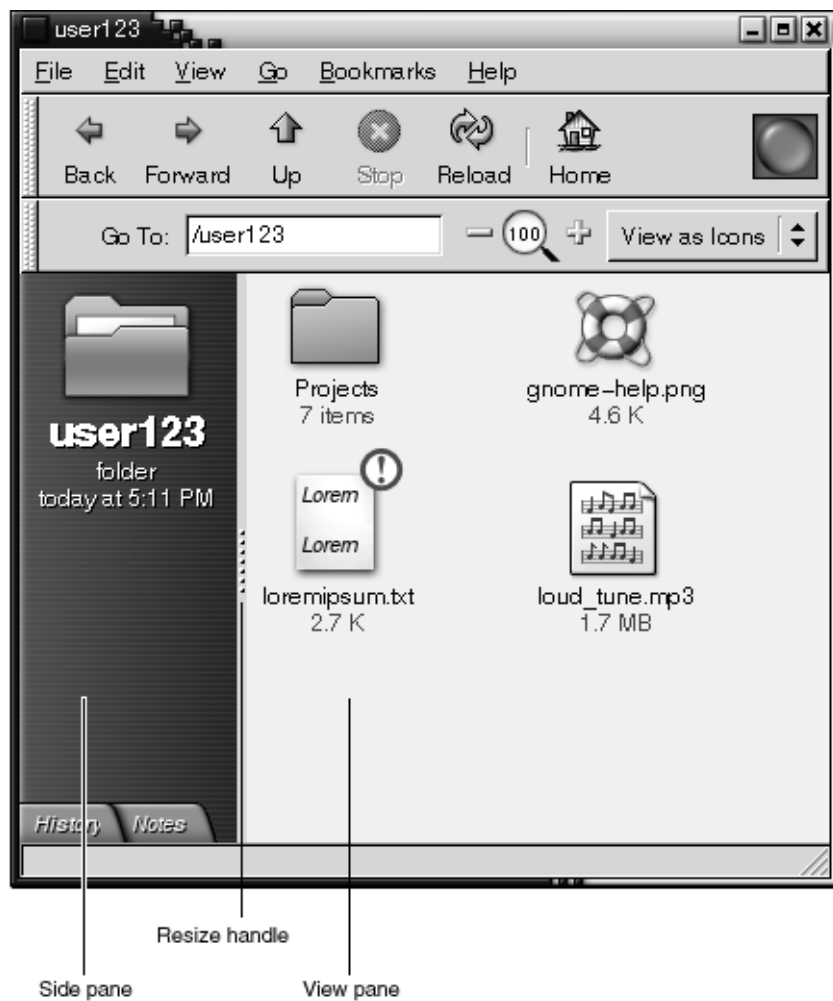 user123
File Edit View Go Bookmarks Help
Back Forward Up Stop Reload Home
Go To: /user123 100 View as Icons
user123
folder
today at 5:11 PM
Projects
7 items
gnome-help.png
4.6 K
Lorem
Lorem
loremipsum.txt
2.7 K
loud_tune.mp3
1.7 MB
History Notes
Resize handle
Side pane View pane